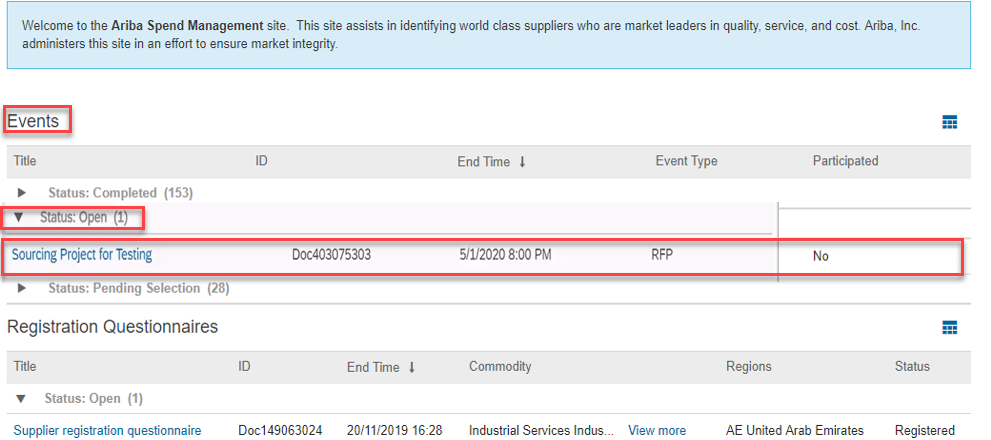 Welcome to the Ariba Spend Management site. This site assists in identifying world class suppliers who are market leaders in quality, service, and cost. Ariba, Inc.
administers this site in an effort to ensure market integrity.
Events
Title ID End Time ↓ Event Type Participated
▶ Status: Completed (153)
▼ Status: Open (1)
Sourcing Project for Testing Doc403075303 5/1/2020 8:00 PM RFP No
▶ Status: Pending Selection (28)
Registration Questionnaires
Title ID End Time ↓ Commodity Regions Status
▼ Status: Open (1)
Supplier registration questionnaire Doc149063024 20/11/2019 16:28 Industrial Services Indus... View more AE United Arab Emirates Registered